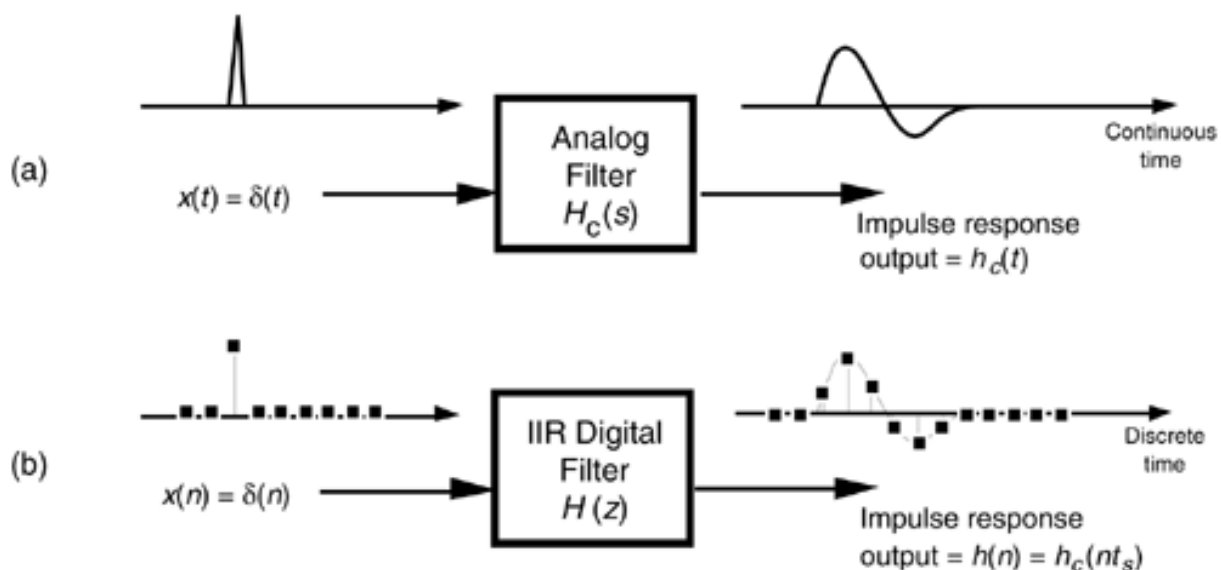 (a)
x(t) = δ(t)
Analog
Filter
H_c(s)
Continuous
time
Impulse response
output = h_c(t)
(b)
x(n) = δ(n)
IIR Digital
Filter
H (z)
Discrete
time
Impulse response
output = h(n) = h_c(nt_s)